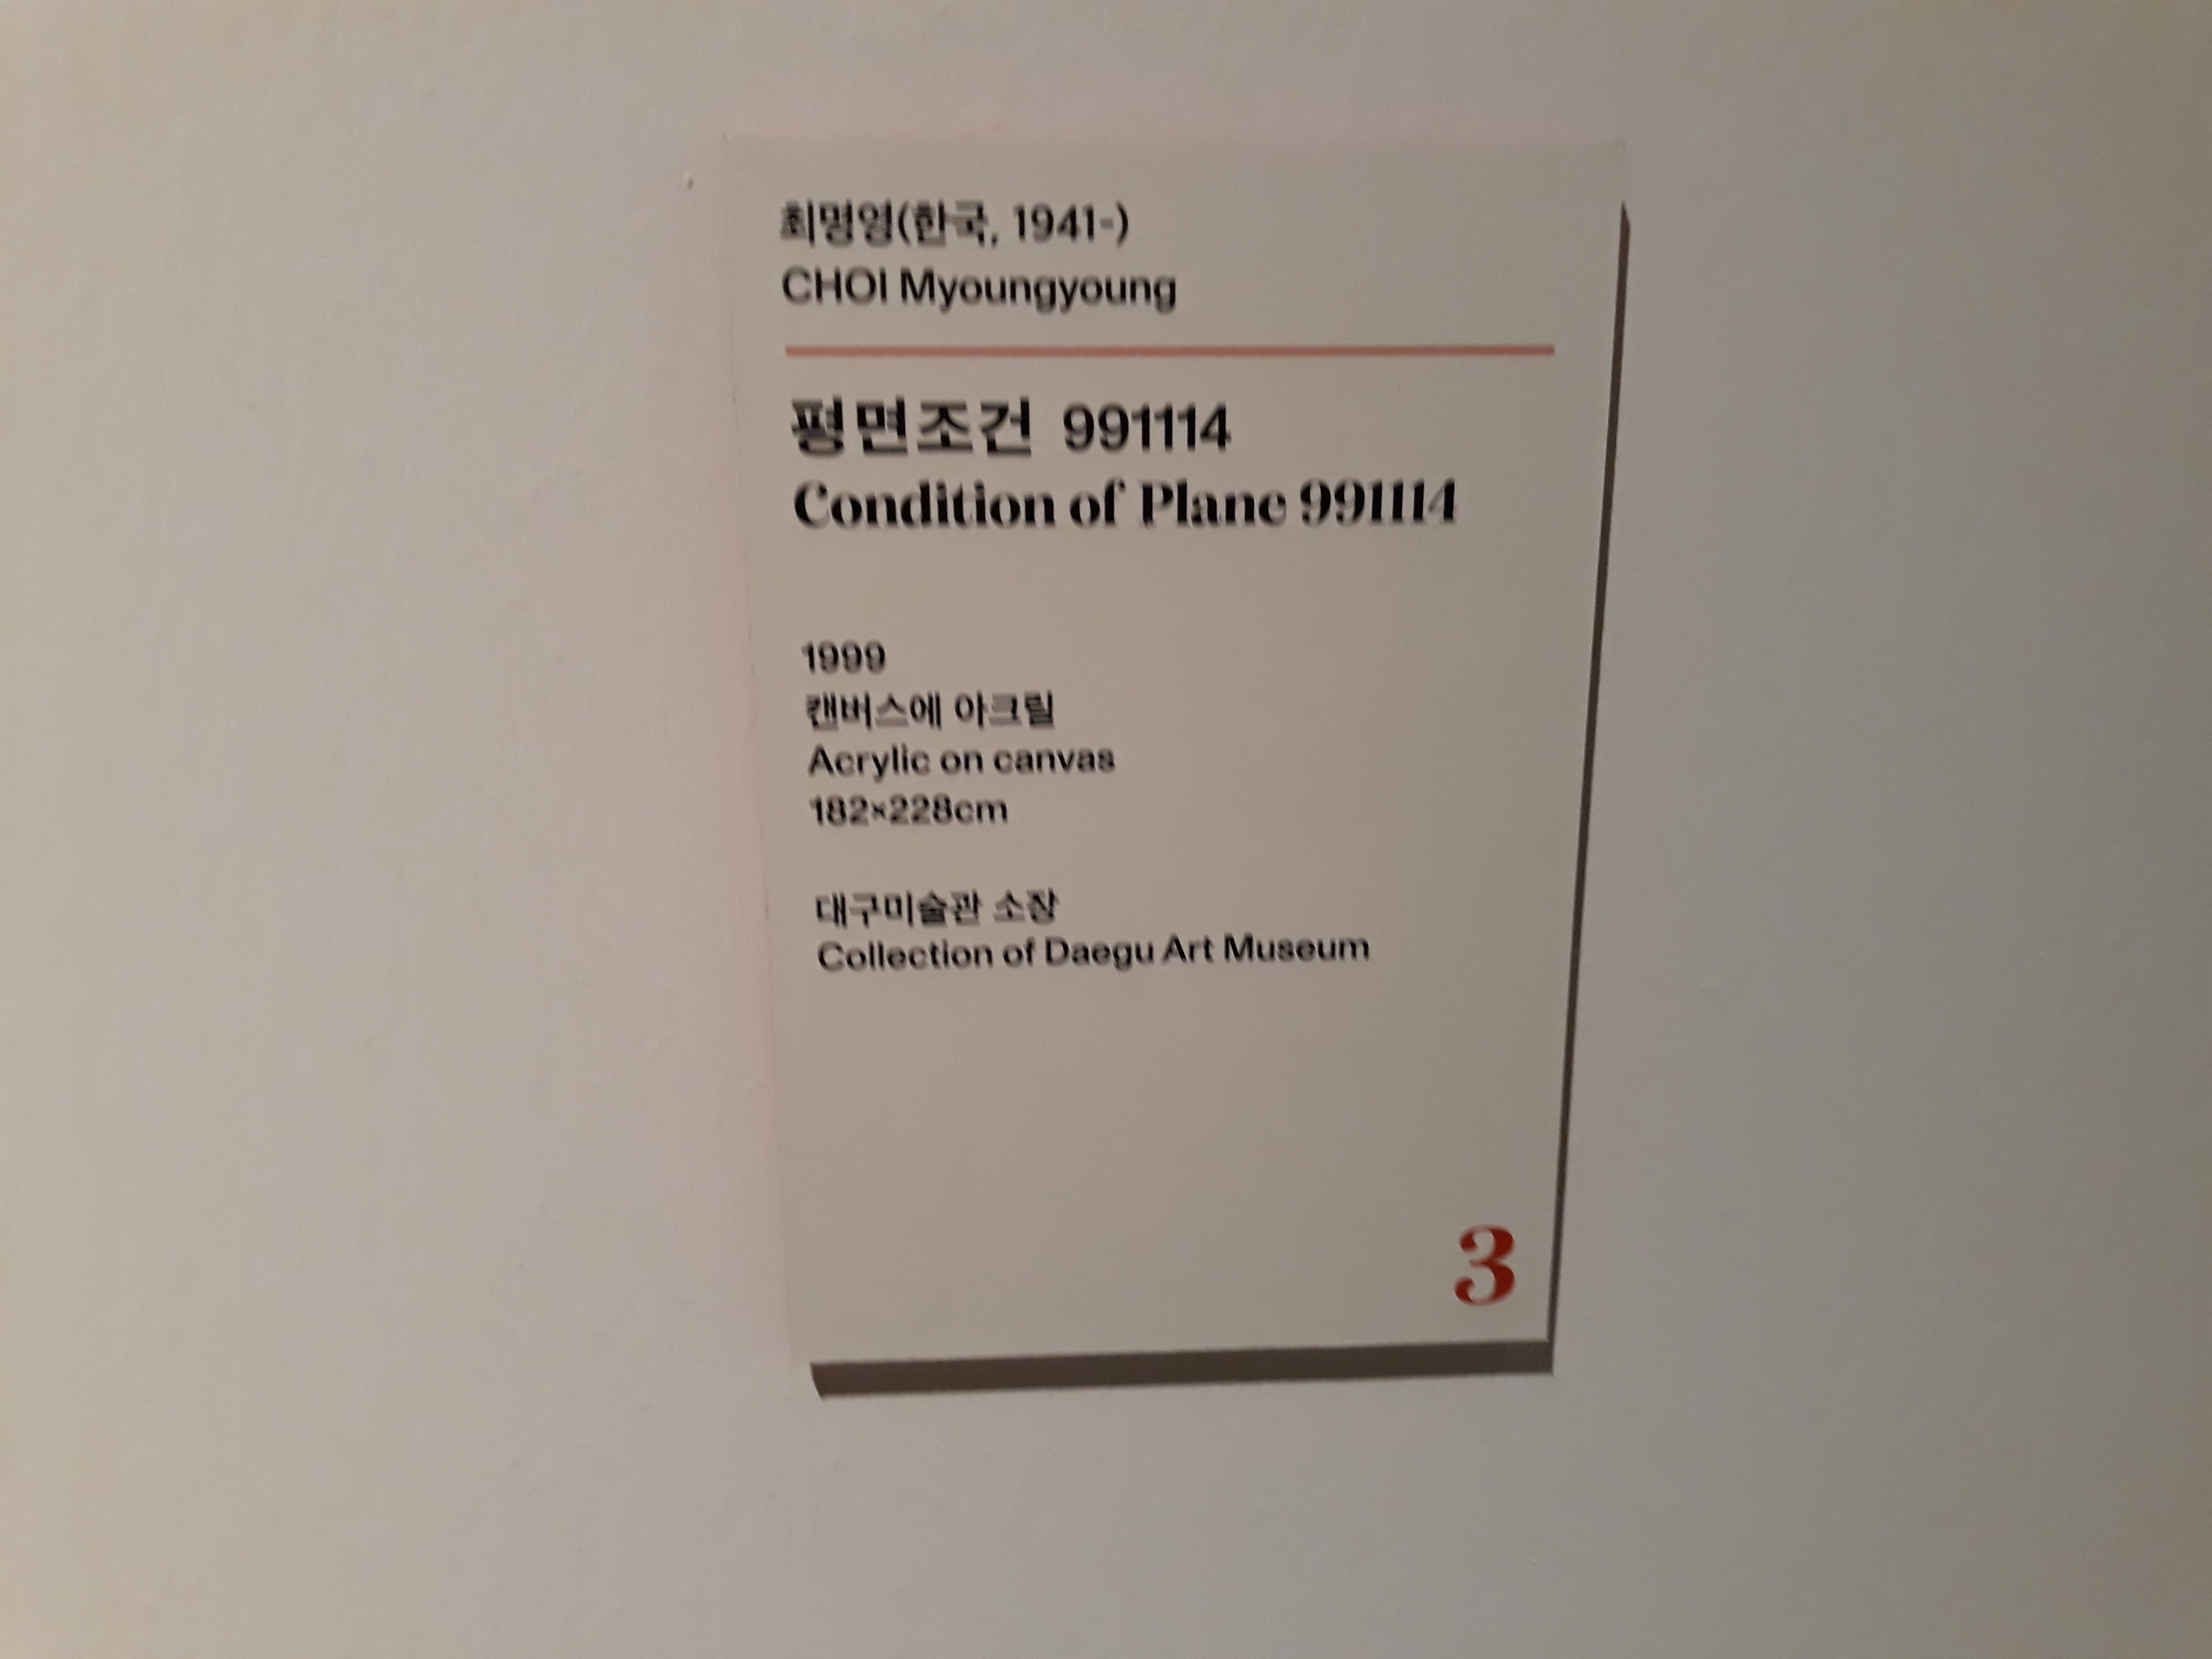 최명영(한국, 1941-)
CHOI Myoungyoung
평면조건 991114
Condition of Plane 991114
1999
캔버스에 아크릴
Acrylic on canvas
182×228cm
대구미술관 소장
Collection of Daegu Art Museum
3